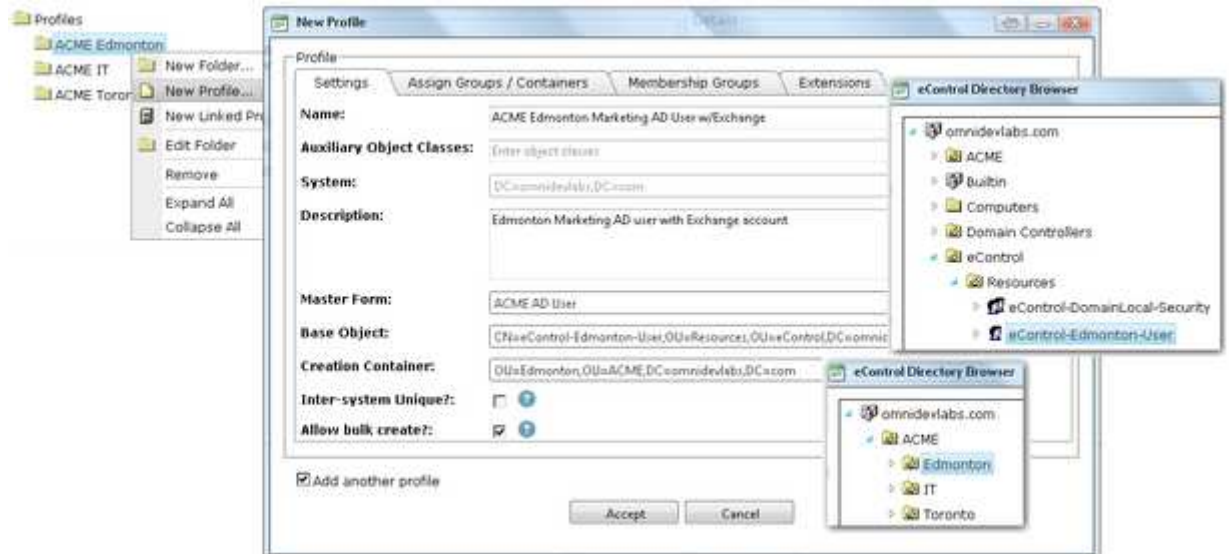 Profiles
ACME Edmonton
ACME IT
ACME Toron
New Folder...
New Profile...
New Linked Pr
Edit Folder
Remove
Expand All
Collapse All
New Profile
Details
Profile
Settings
Assign Groups / Containers
Membership Groups
Extensions
Name:
ACME Edmonton Marketing AD User w/Exchange
Auxiliary Object Classes:
Enter object classes
System:
DC=omnidevlabs,DC=com
Description:
Edmonton Marketing AD user with Exchange account
Master Form:
ACME AD User
Base Object:
CN=eControl-Edmonton-User,OU=Resources,OU=eControl,DC=omnic
Creation Container:
OU=Edmonton,OU=ACME,DC=omnidevlabs,DC=com
Inter-system Unique?:
?
Allow bulk create?:
?
Add another profile
Accept
Cancel
eControl Directory Browser
omnidevlabs.com
ACME
Builtin
Computers
Domain Controllers
eControl
Resources
eControl-DomainLocal-Security
eControl-Edmonton-User
eControl Directory Browser
omnidevlabs.com
ACME
Edmonton
IT
Toronto